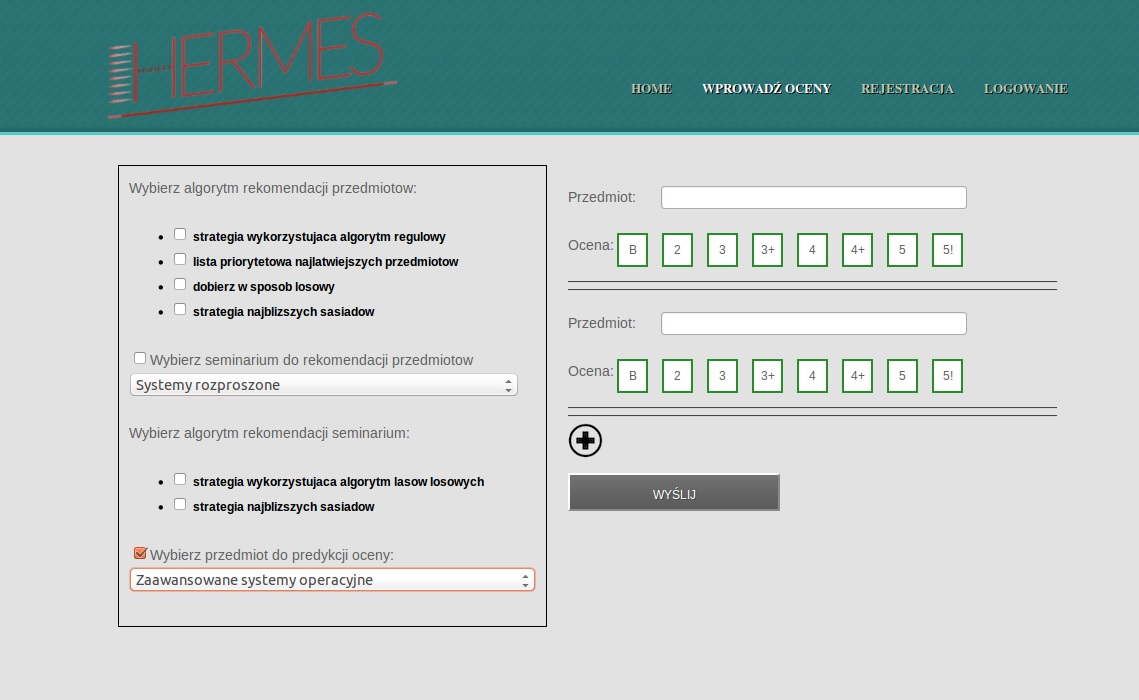 HERMES
HOME WPROWADŹ OCENY REJESTRACJA LOGOWANIE
Wybierz algorytm rekomendacji przedmiotow:
strategia wykorzystujaca algorytm regulowy
lista priorytetowa najlatwiejszych przedmiotow
dobierz w sposob losowy
strategia najblizszych sasiadow
Wybierz seminarium do rekomendacji przedmiotow
Systemy rozproszone
Wybierz algorytm rekomendacji seminarium:
strategia wykorzystujaca algorytm lasow losowych
strategia najblizszych sasiadow
Wybierz przedmiot do predykcji oceny:
Zaawansowane systemy operacyjne
Przedmiot:
Ocena: B 2 3 3+ 4 4+ 5 5!
Przedmiot:
Ocena: B 2 3 3+ 4 4+ 5 5!
WYŚLIJ